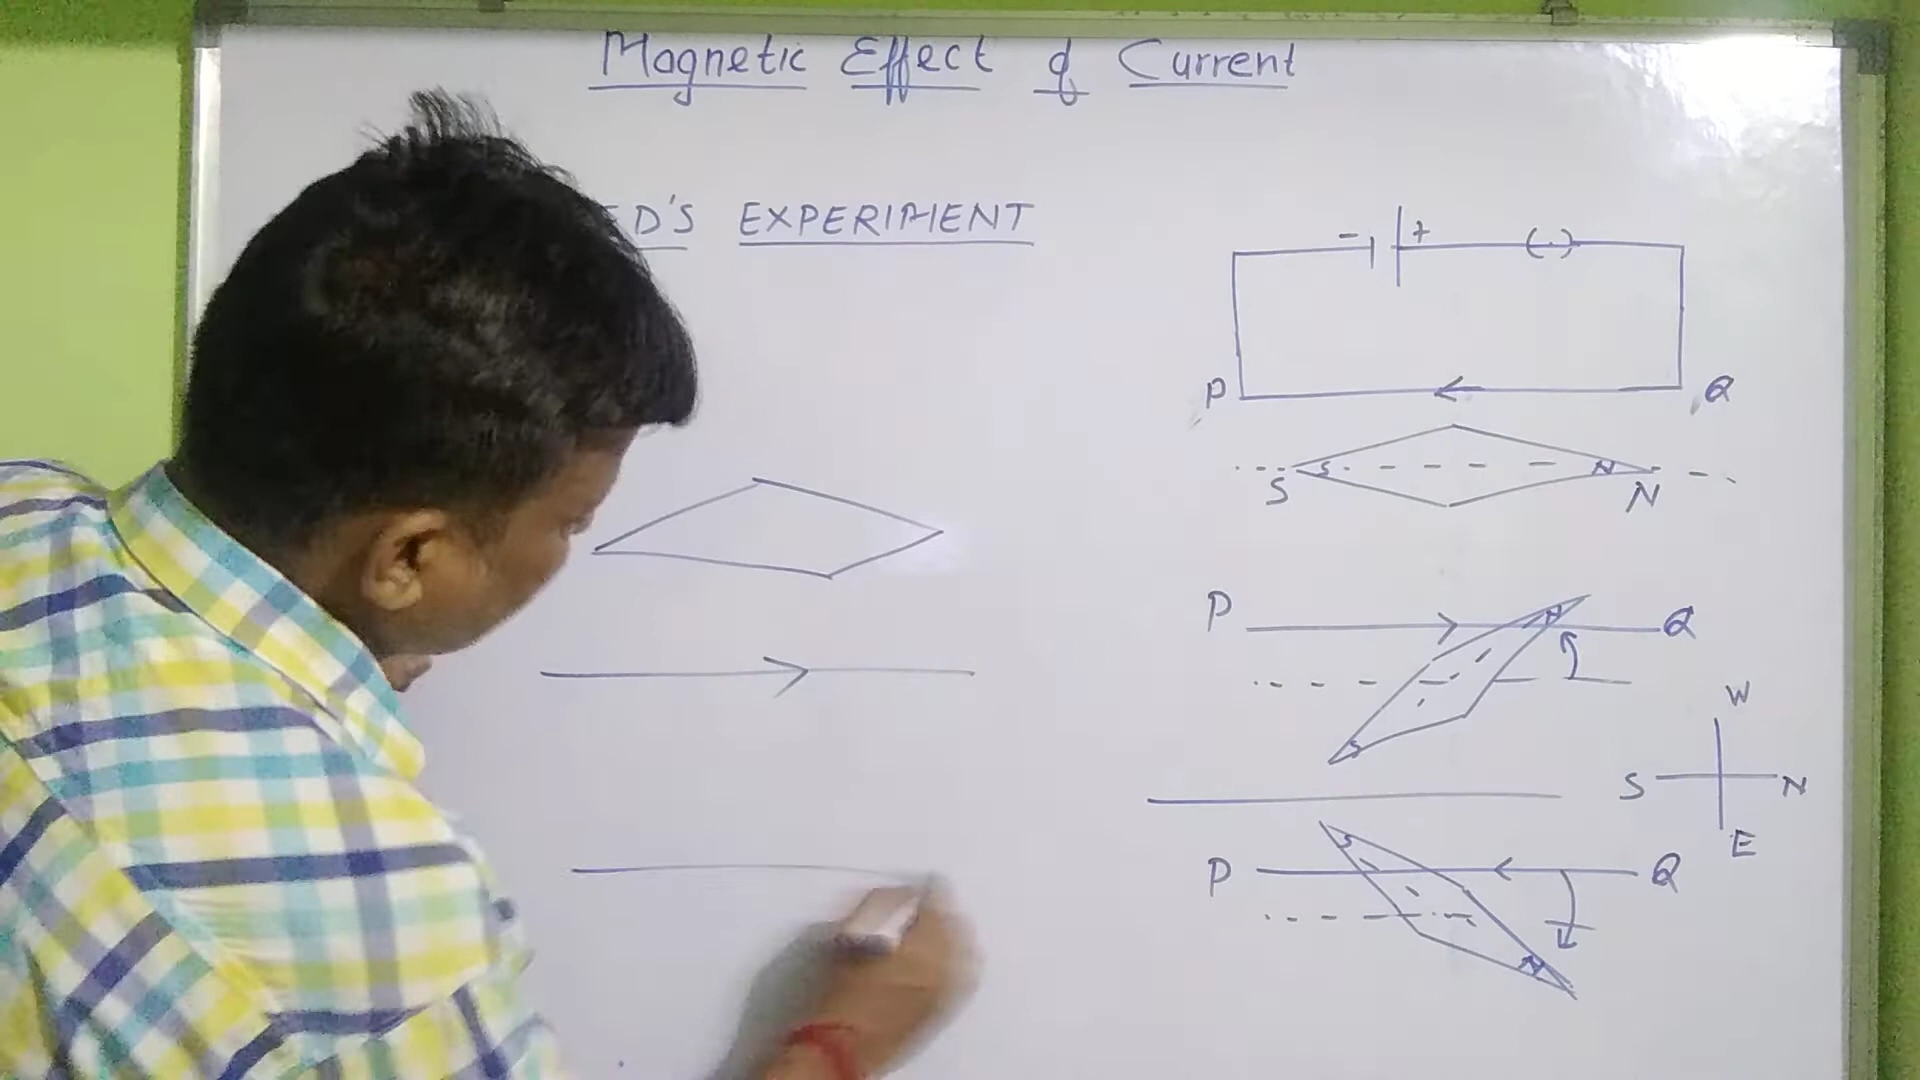 Magnetic Effect of Current
ED'S EXPERIMENT
- +
(.)
P Q
S N
S N
P N Q
S
W
S N
E
S
P Q
N